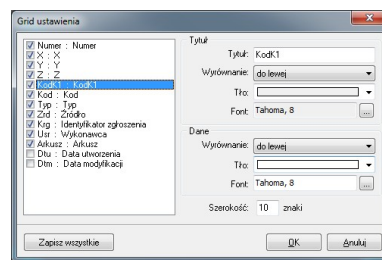 Grid ustawienia
Numer : Numer
X : X
Y : Y
Z : Z
KodK1 : KodK1
Kod : Kod
Typ : Typ
Zrd : Źródło
Krg : Identyfikator zgłoszenia
Usr : Wykonawca
Arkusz : Arkusz
Dtu : Data utworzenia
Dtm : Data modyfikacji
Tytuł
Tytuł: KodK1
Wyrównanie: do lewej
Tło:
Font: Tahoma, 8 ...
Dane
Wyrównanie: do lewej
Tło:
Font: Tahoma, 8 ...
Szerokość: 10 znaki
Zapisz wszystkie
OK
Anuluj